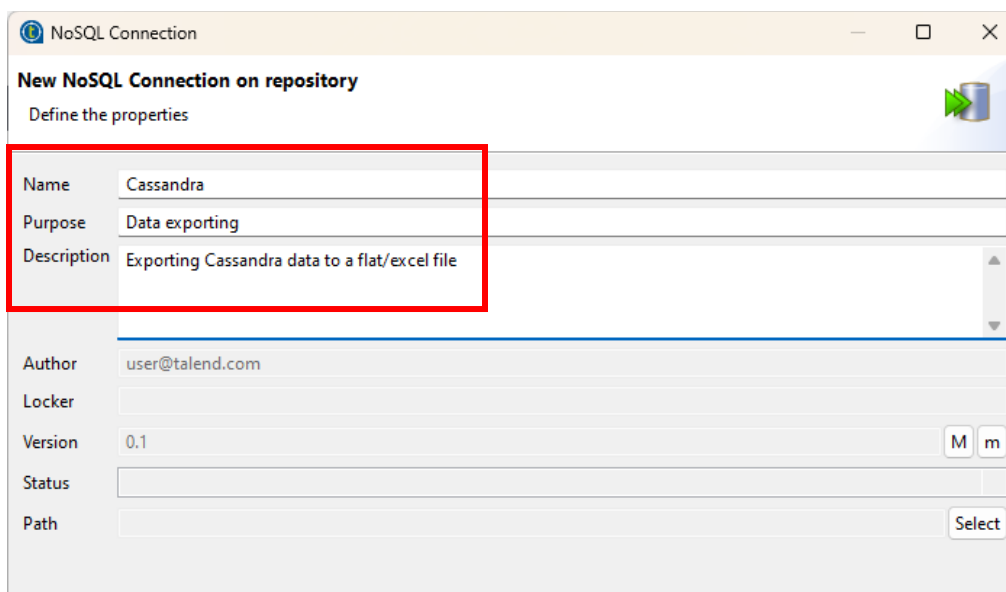 NoSQL Connection
New NoSQL Connection on repository
Define the properties
Name Cassandra
Purpose Data exporting
Description Exporting Cassandra data to a flat/excel file
Author user@talend.com
Locker
Version 0.1 M m
Status
Path Select